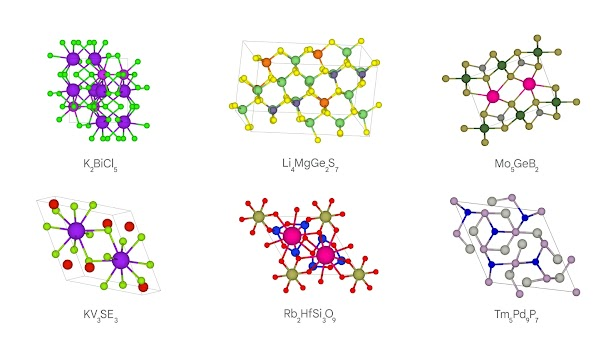 K₂BiCl₅
Li₄MgGe₂S₇
Mo₅GeB₂
KV₃SE₃
Rb₂HfSi₃O₉
Tm₅Pd₉P₇